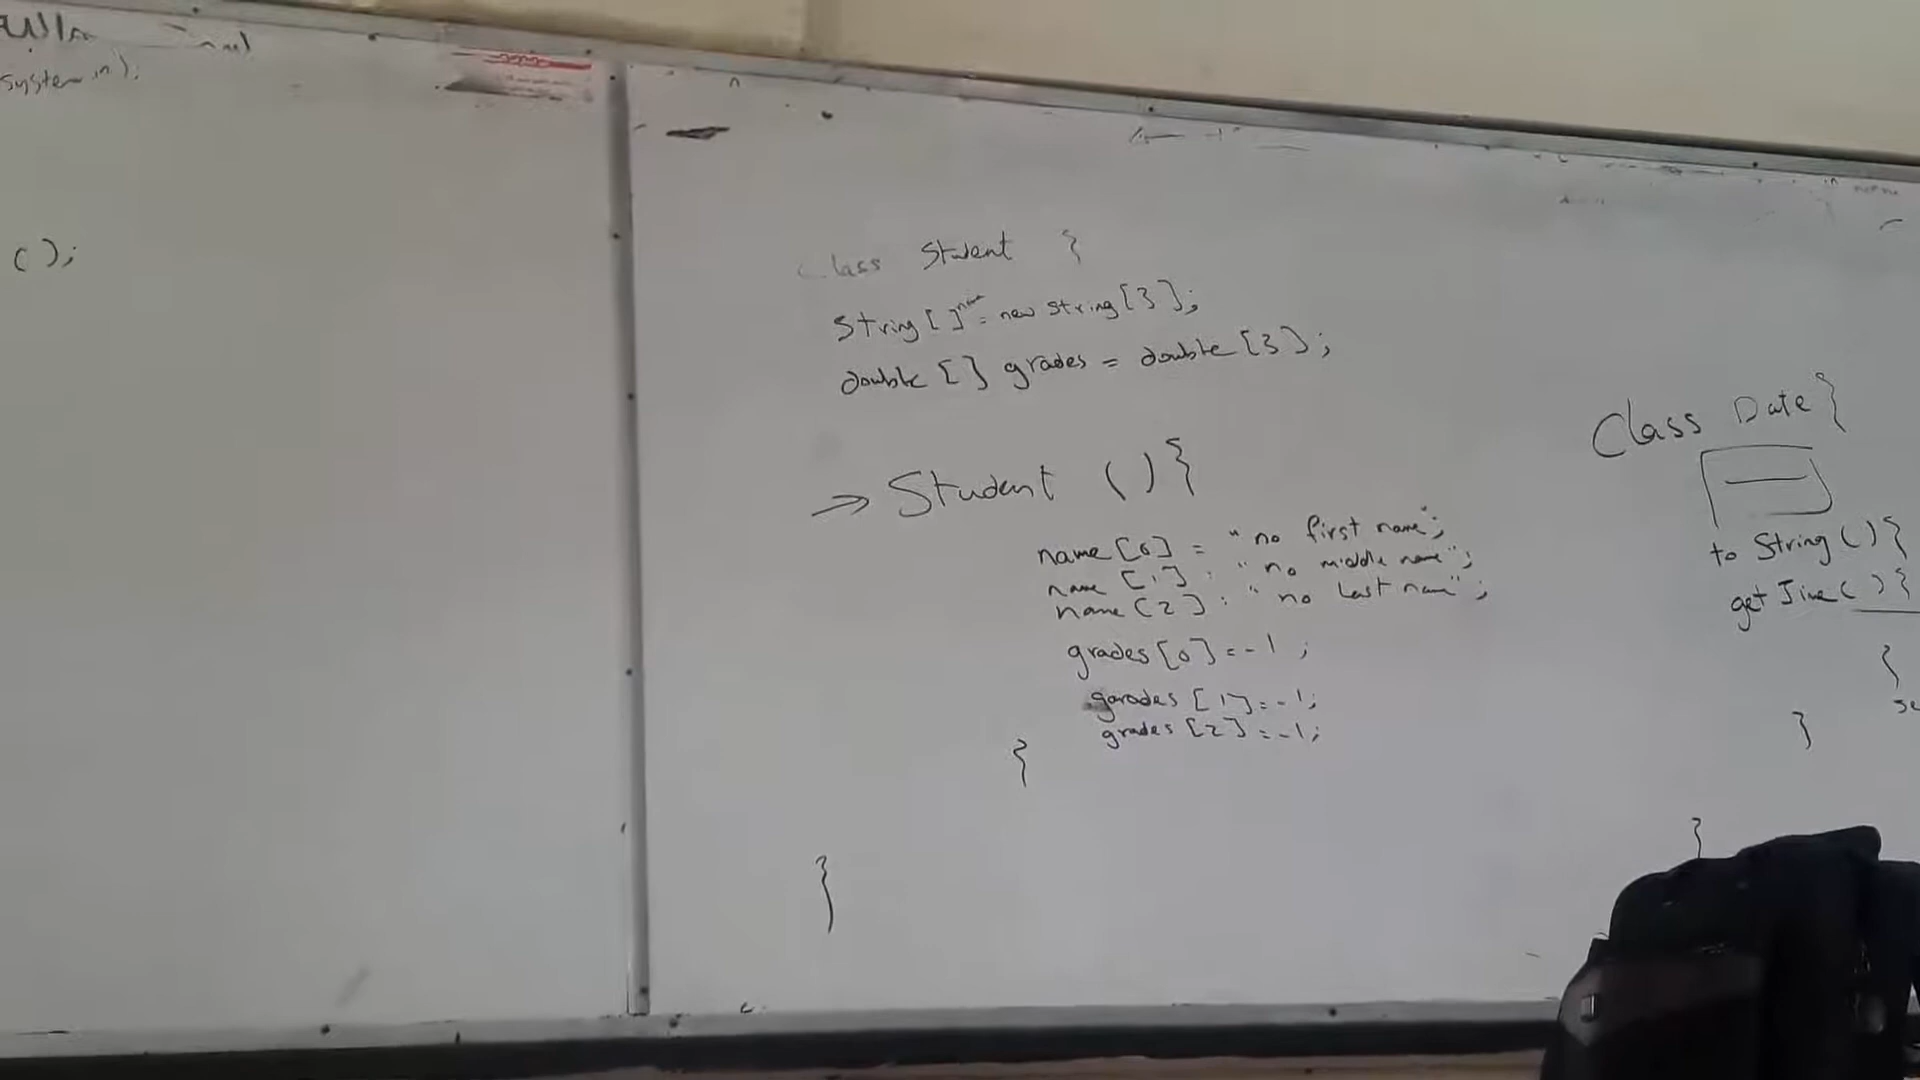 system.in).
();
class Student {
String[] name = new String[3];
double [] grades = double [3];
→ Student () {
name [0] = "no first name";
name [1] : "no middle name";
name [2] : "no Last name";
grades [0] = -1 ;
garades [1] = -1;
grades [2] = -1;
}
}
Class Date {
to String () {
get Time () {
{
}
}